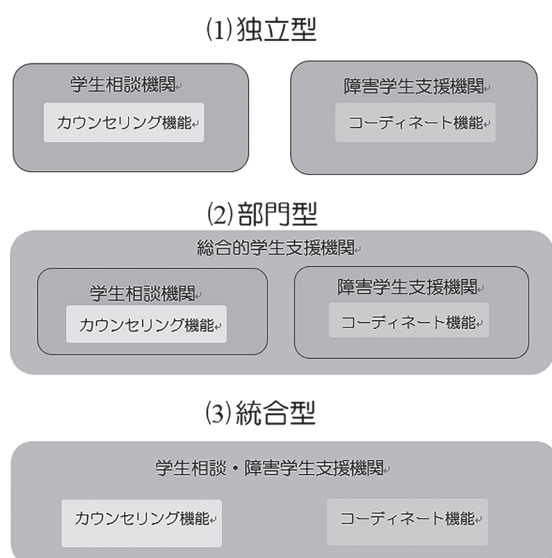 (1)独立型
学生相談機関
カウンセリング機能
障害学生支援機関
コーディネート機能
(2)部門型
総合的学生支援機関
学生相談機関
カウンセリング機能
障害学生支援機関
コーディネート機能
(3)統合型
学生相談・障害学生支援機関
カウンセリング機能
コーディネート機能